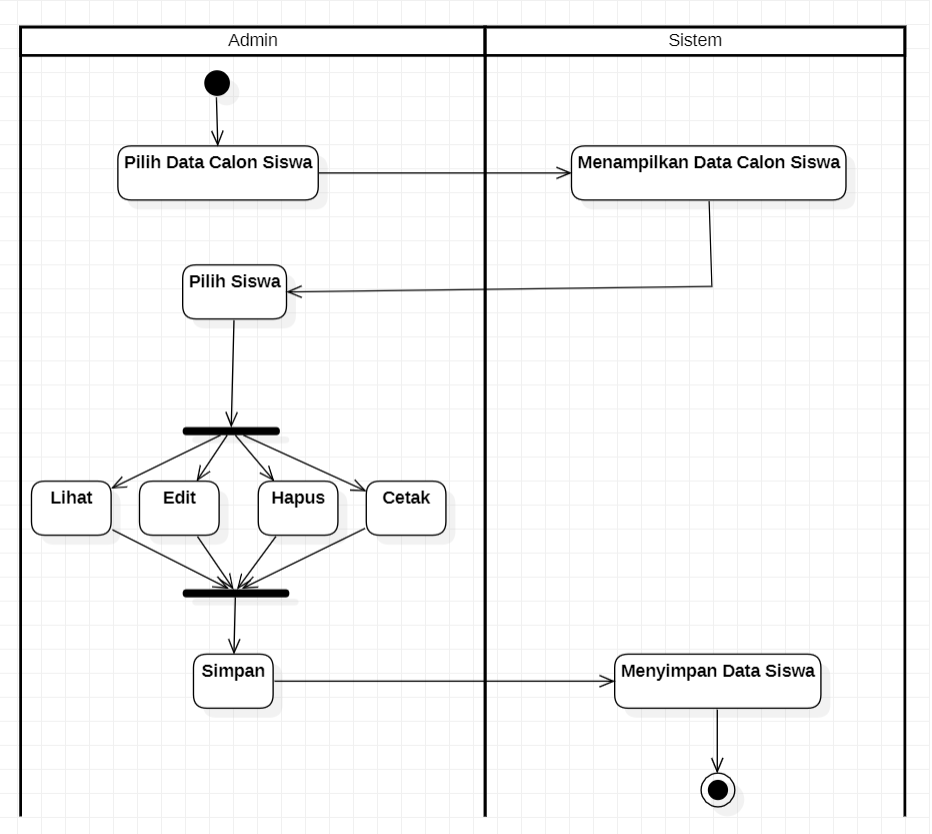 Admin
Sistem
Pilih Data Calon Siswa
Menampilkan Data Calon Siswa
Pilih Siswa
Lihat
Edit
Hapus
Cetak
Simpan
Menyimpan Data Siswa